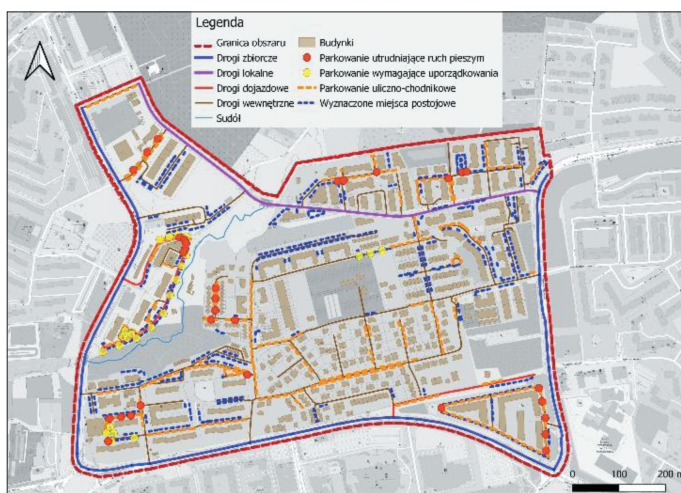 Legenda
Granica obszaru
Drogi zbiorcze
Drogi lokalne
Drogi dojazdowe
Drogi wewnętrzne
Sudół
Budynki
Parkowanie utrudniające ruch pieszym
Parkowanie wymagające uporządkowania
Parkowanie uliczno-chodnikowe
Wyznaczone miejsca postojowe
0 100 200 m